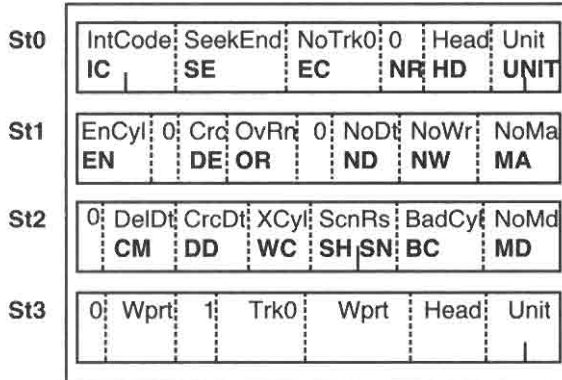 St0 IntCode SeekEnd NoTrk0 0 Head Unit
IC SE EC NR HD UNIT
St1 EnCyl 0 Crc OvRn 0 NoDt NoWr NoMa
EN DE OR ND NW MA
St2 0 DelDt CrcDt XCyl ScnRs BadCyl NoMd
CM DD WC SH SN BC MD
St3 0 Wprt 1 Trk0 Wprt Head Unit